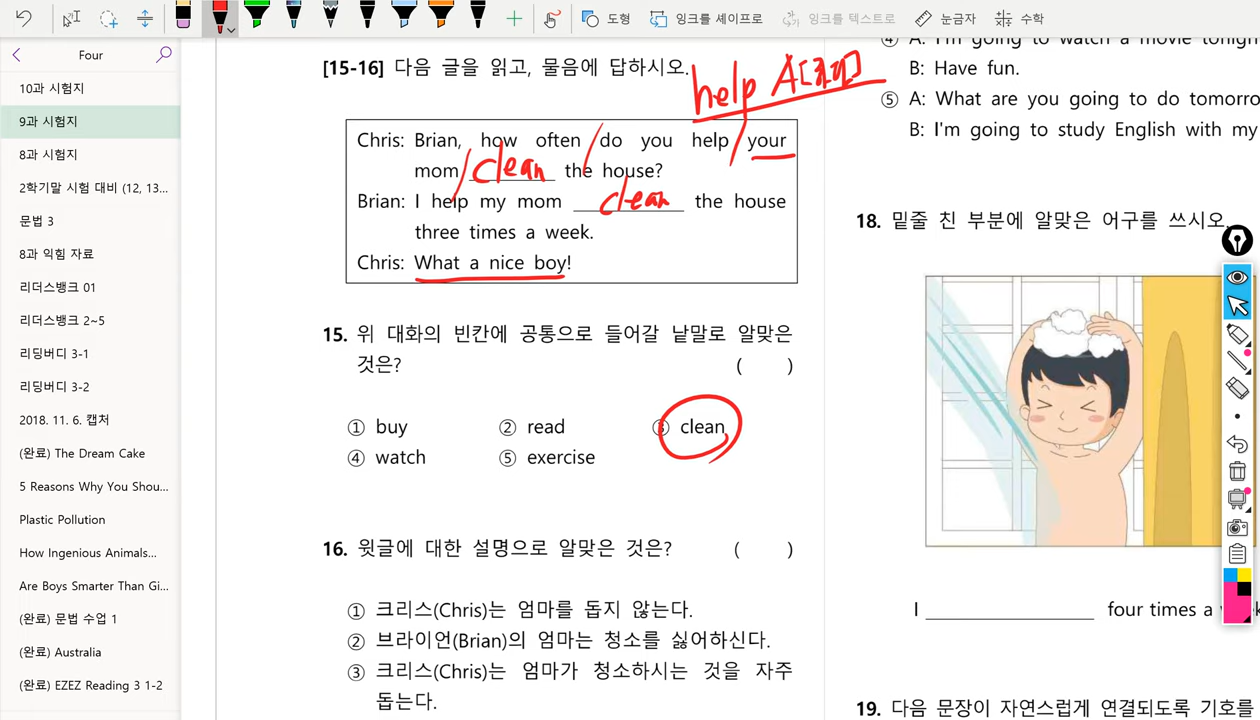 도형
잉크를 셰이프로
잉크를 텍스트로
눈금자
수학
Four
10과 시험지
9과 시험지
8과 시험지
2학기말 시험 대비 (12, 13...
문법 3
8과 익힘 자료
리더스뱅크 01
리더스뱅크 2~5
리딩버디 3-1
리딩버디 3-2
2018. 11. 6. 캡처
(완료) The Dream Cake
5 Reasons Why You Shou...
Plastic Pollution
How Ingenious Animals...
Are Boys Smarter Than Gi...
(완료) 문법 수업 1
(완료) Australia
(완료) EZEZ Reading 3 1-2
[15-16] 다음 글을 읽고, 물음에 답하시오.
help A
Chris: Brian, how often do you help your
mom clean the house?
Brian: I help my mom clean the house
three times a week.
Chris: What a nice boy!
15. 위 대화의 빈칸에 공통으로 들어갈 낱말로 알맞은
것은? ( )
① buy ② read ③ clean
④ watch ⑤ exercise
16. 윗글에 대한 설명으로 알맞은 것은? ( )
① 크리스(Chris)는 엄마를 돕지 않는다.
② 브라이언(Brian)의 엄마는 청소를 싫어하신다.
③ 크리스(Chris)는 엄마가 청소하시는 것을 자주
돕는다.
④ A: I'm going to watch a movie tonigh
B: Have fun.
⑤ A: What are you going to do tomorro
B: I'm going to study English with my
18. 밑줄 친 부분에 알맞은 어구를 쓰시오.
I ____ four times a
19. 다음 문장이 자연스럽게 연결되도록 기호를